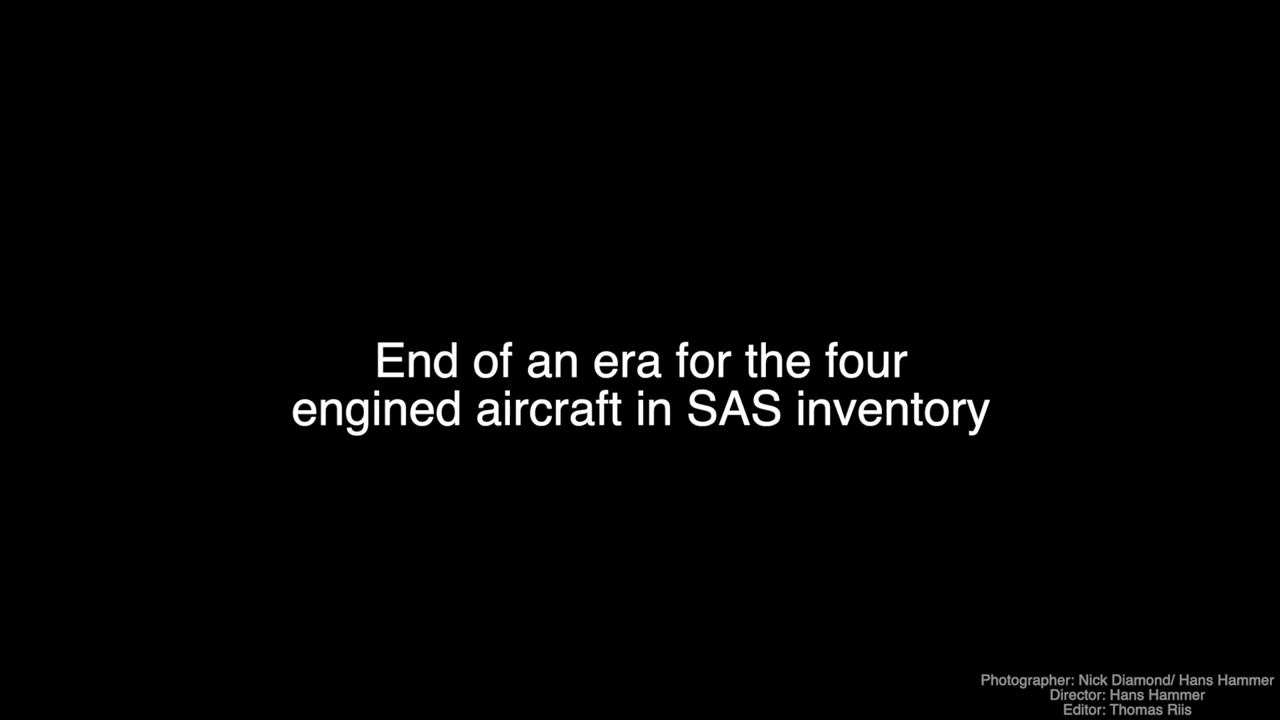 End of an era for the four
engined aircraft in SAS inventory
Photographer: Nick Diamond/ Hans Hammer
Director: Hans Hammer
Editor: Thomas Riis